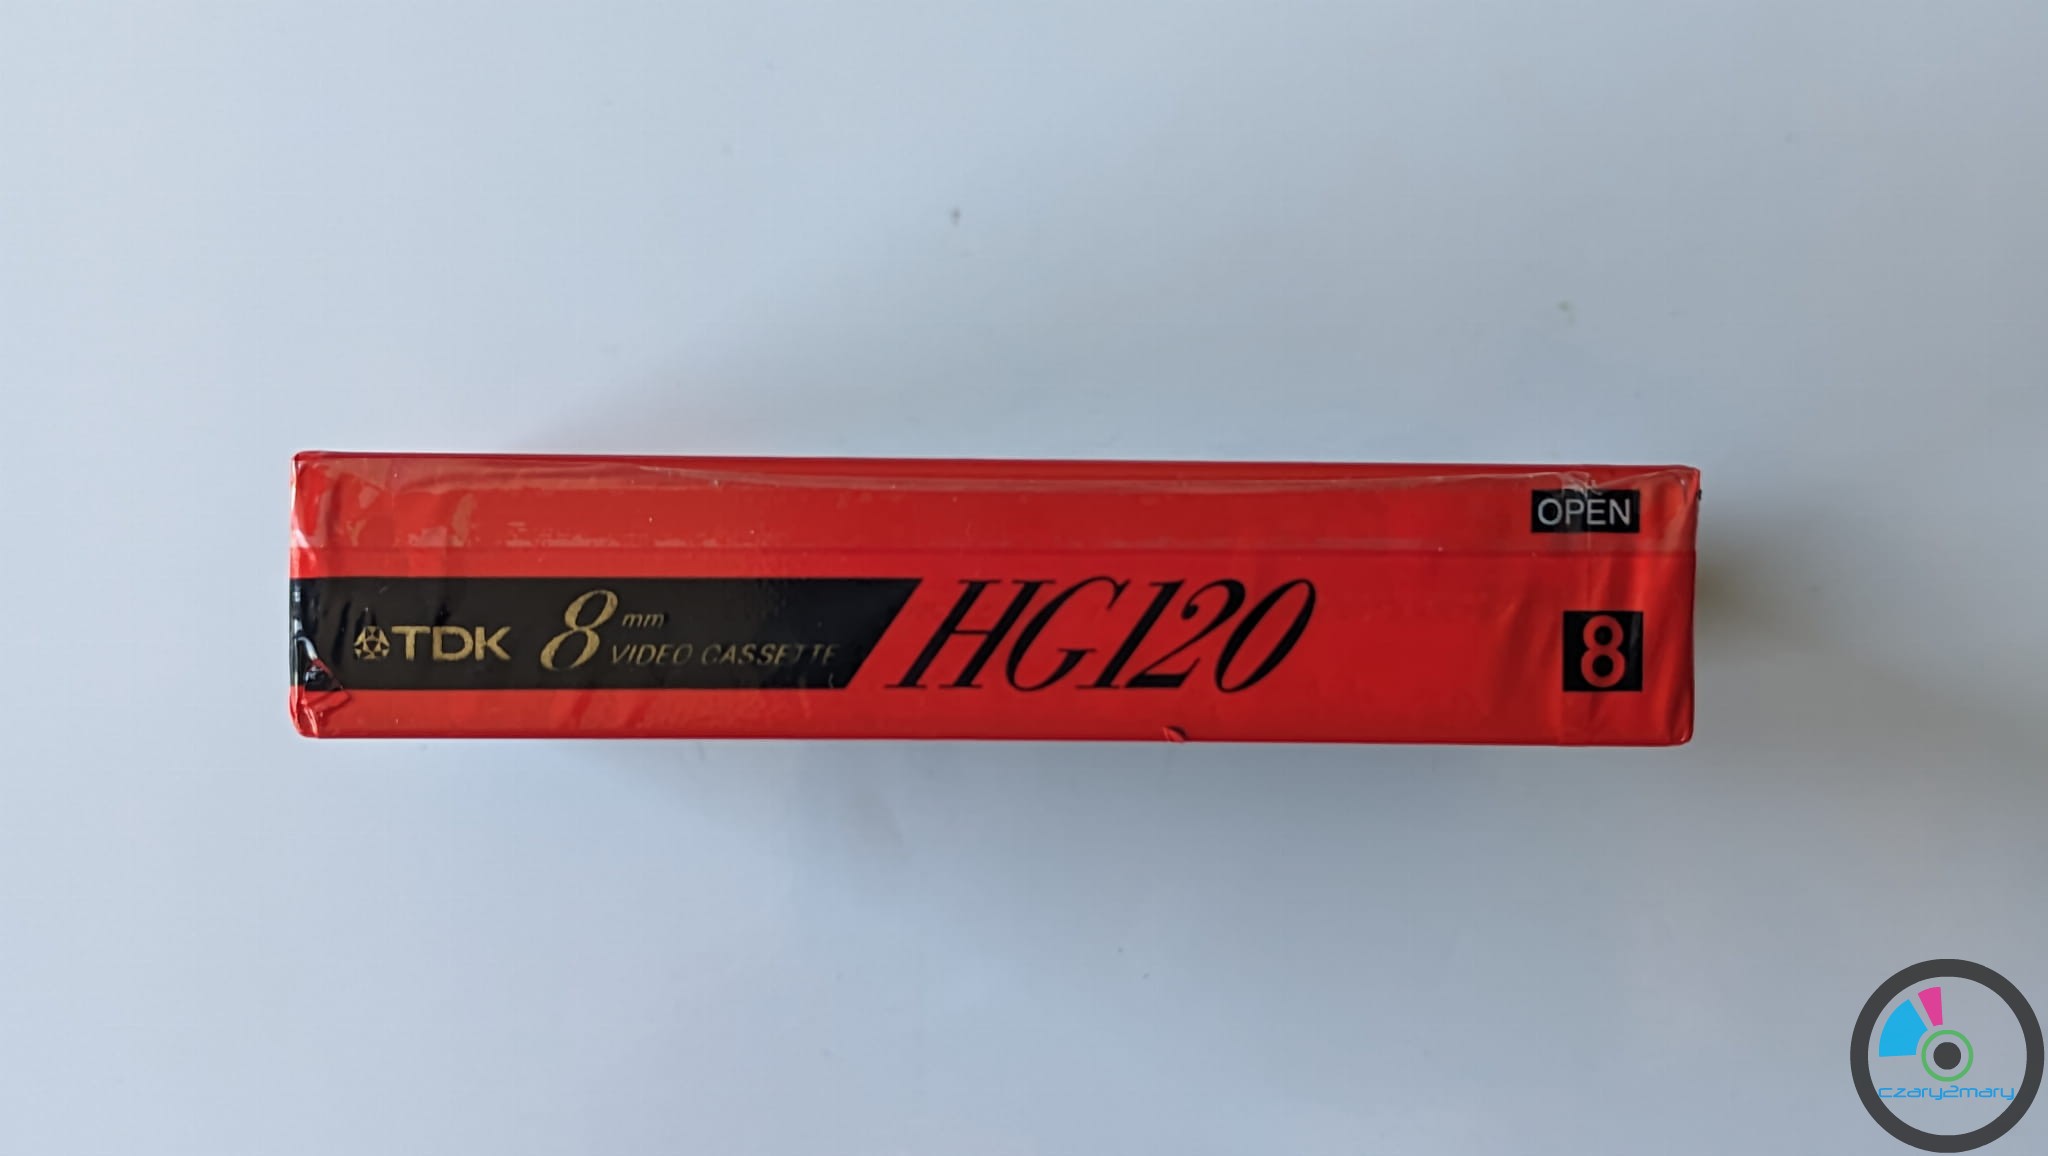 OPEN
TDK 8 mm VIDEO CASSETTE HG120
8
czary2mary